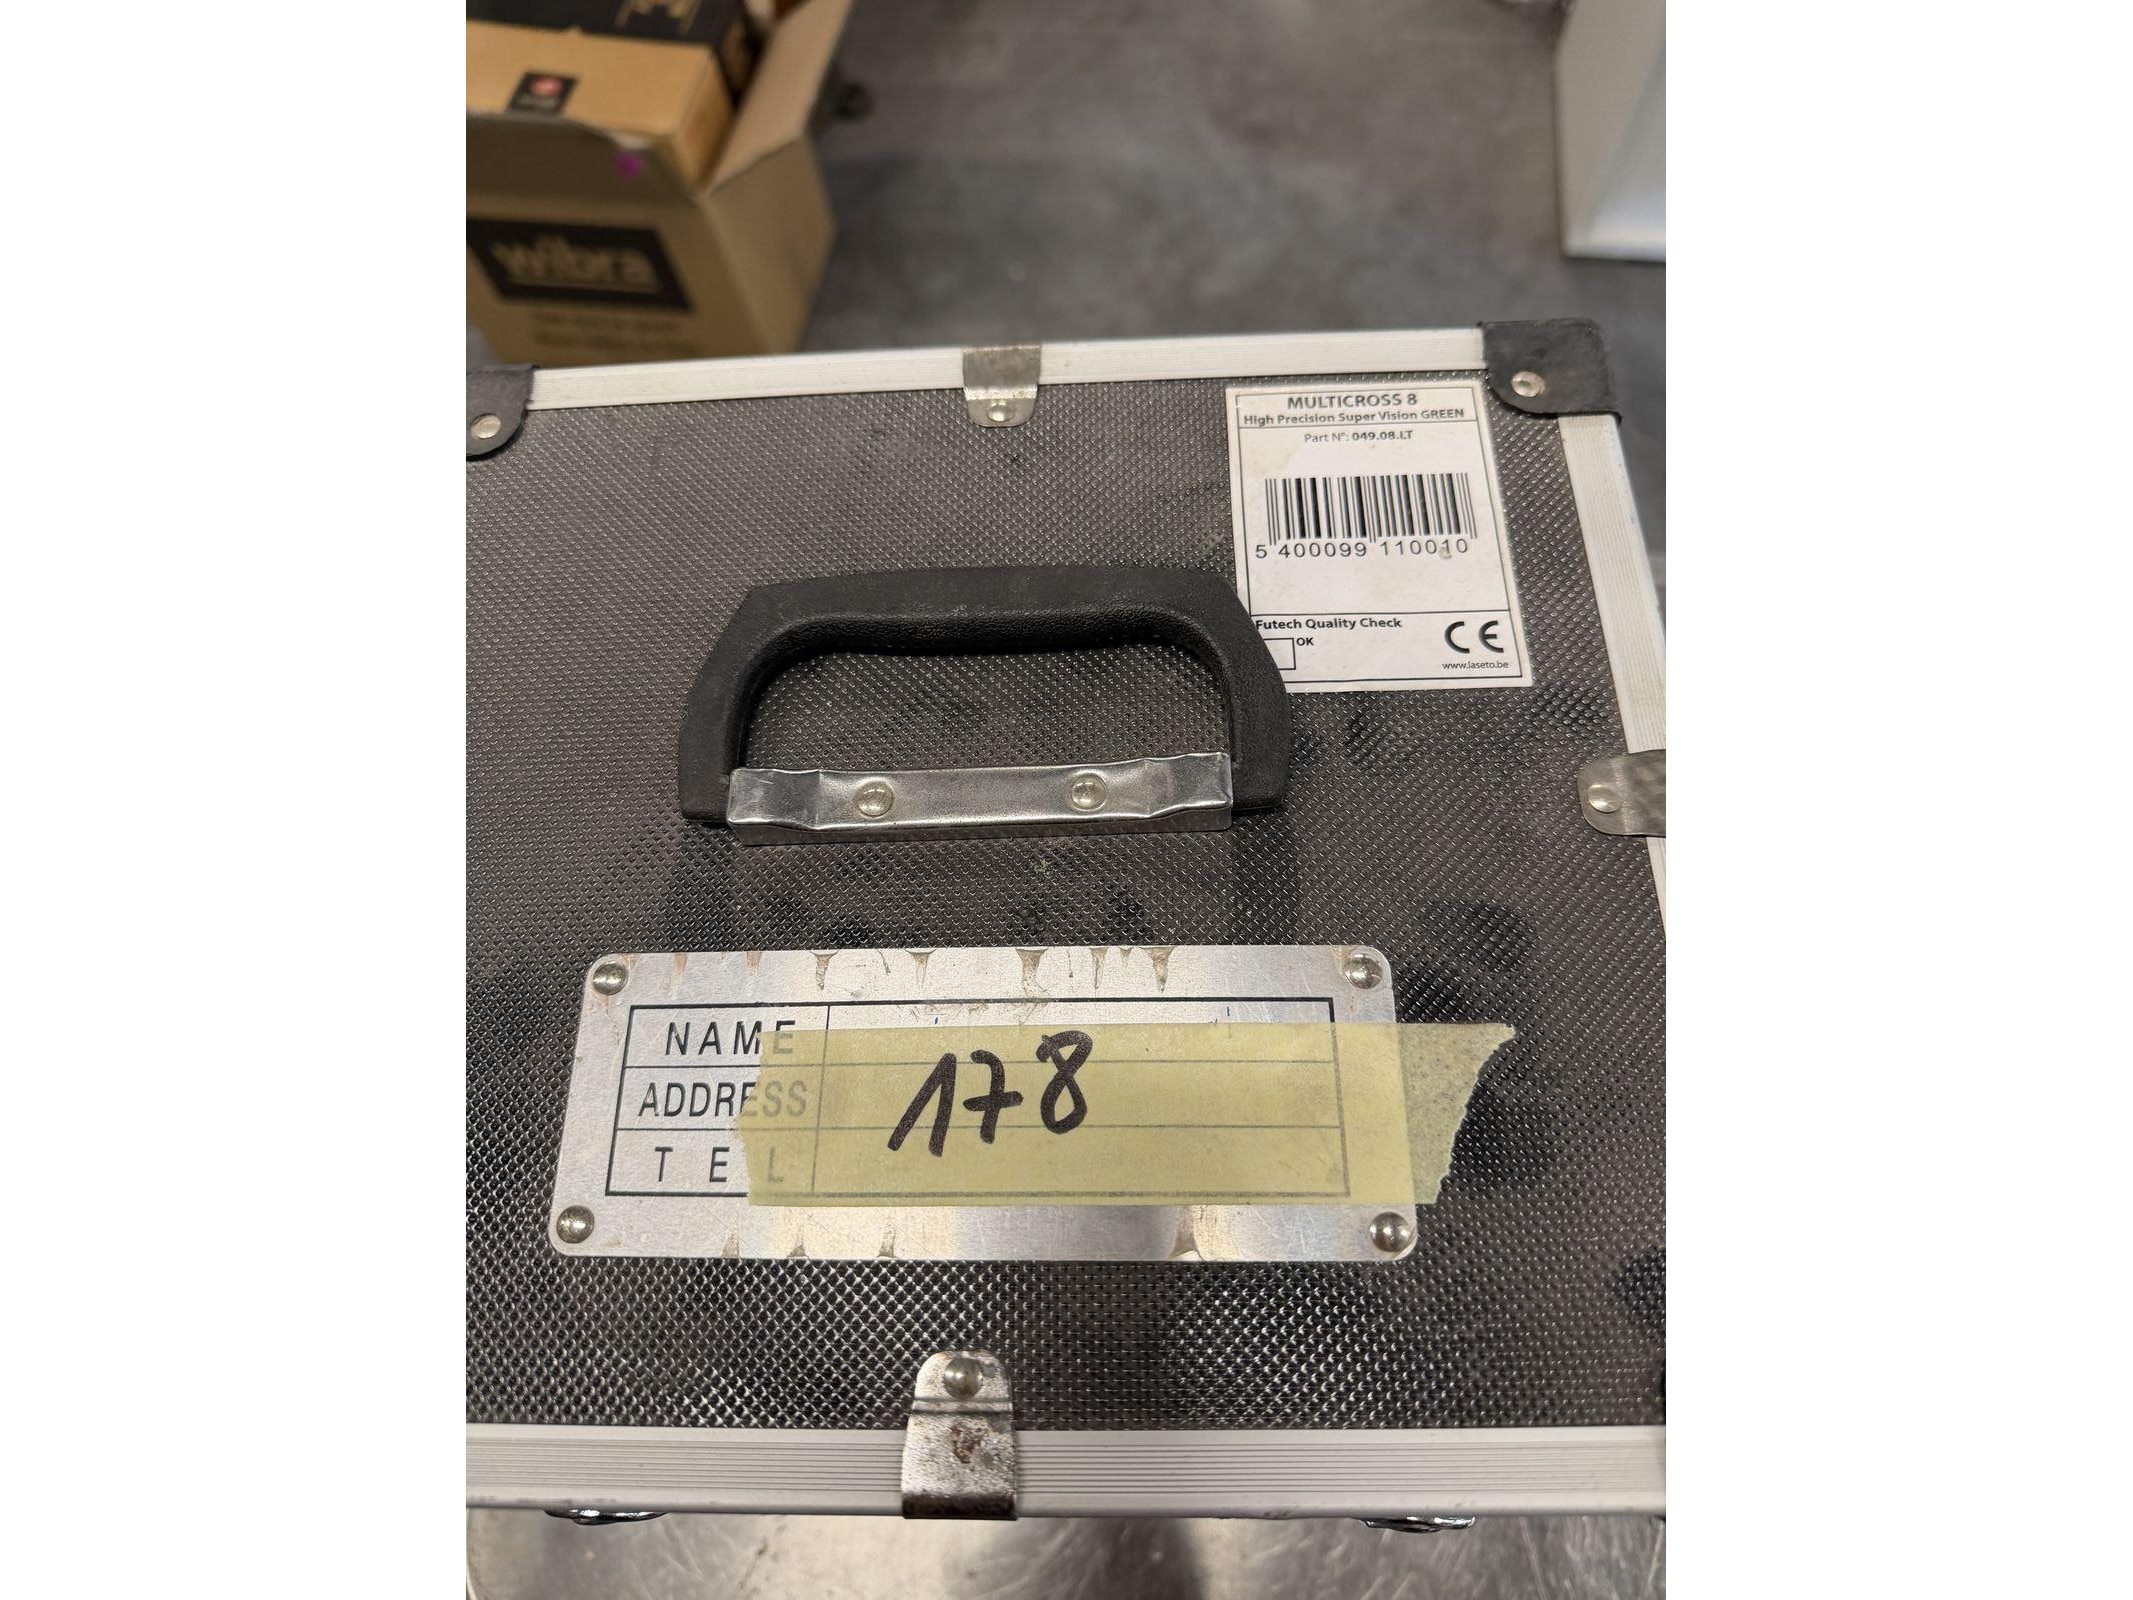 wibra
MULTICROSS 8
High Precision Super Vision GREEN
Part N°: 049.08.LT
5 400099 110010
Futech Quality Check
OK
CE
www.laseto.be
NAME
ADDRESS
TEL
178